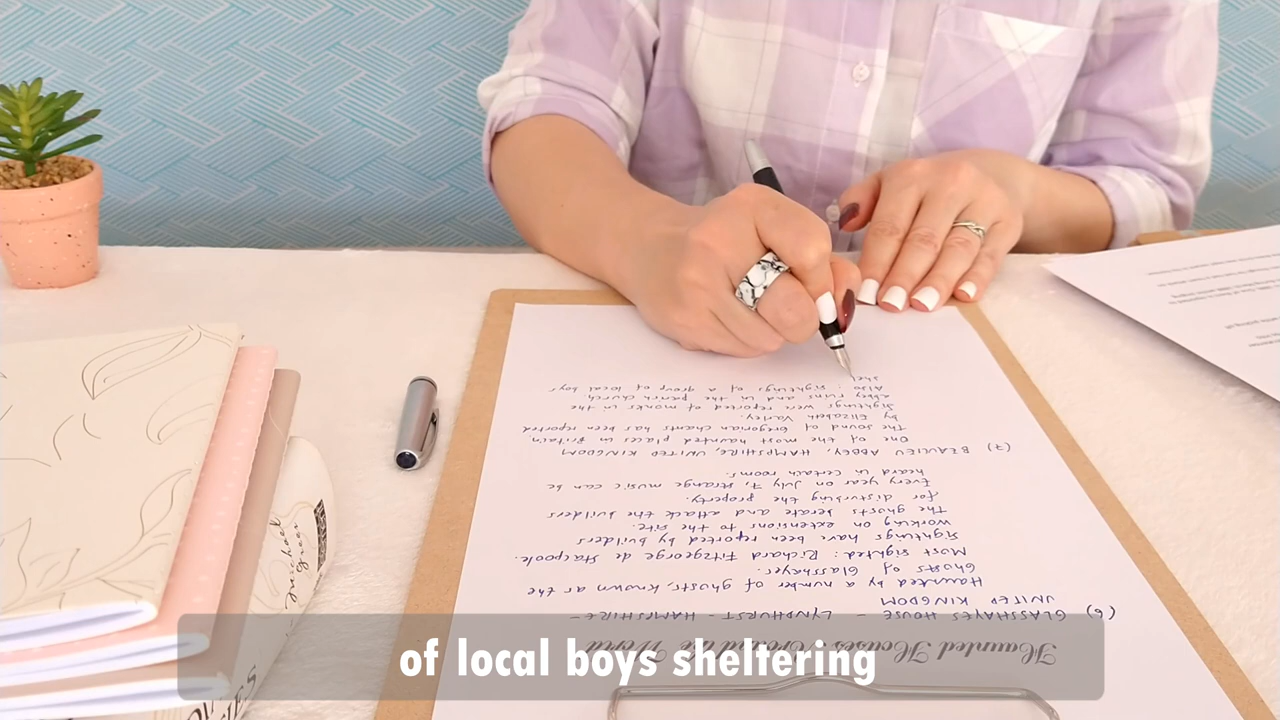 Haunted Houses Around the World
(6) GLASSHAYES HOUSE - LYNDHURST - HAMPSHIRE -
UNITED KINGDOM
Haunted by a number of ghosts, known as the
Ghosts of Glasshayes.
Most sighted: Richard Fitzgeorge de Stacpoole.
Sightings have been reported by builders
working on extensions to the site.
The ghosts berate and attack the builders
for disturbing the property.
Every year on July 7, strange music can be
heard in certain rooms.
(7) BEAULIEU ABBEY, HAMPSHIRE, UNITED KINGDOM
One of the most haunted places in Britain.
The sound of Gregorian chants has been reported
by Elizabeth Varley.
Sightings were reported of monks in the
abbey ruins and in the parish church.
Also: sightings of a group of local boys
shel
of local boys sheltering